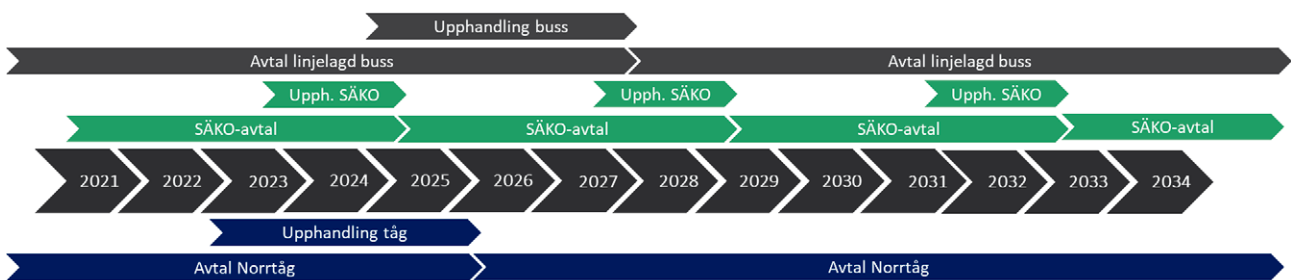 Upphandling buss
Avtal linjelagd buss Avtal linjelagd buss
Upph. SÄKO Upph. SÄKO Upph. SÄKO
SÄKO-avtal SÄKO-avtal SÄKO-avtal SÄKO-avtal
2021 2022 2023 2024 2025 2026 2027 2028 2029 2030 2031 2032 2033 2034
Upphandling tåg
Avtal Norrtåg Avtal Norrtåg